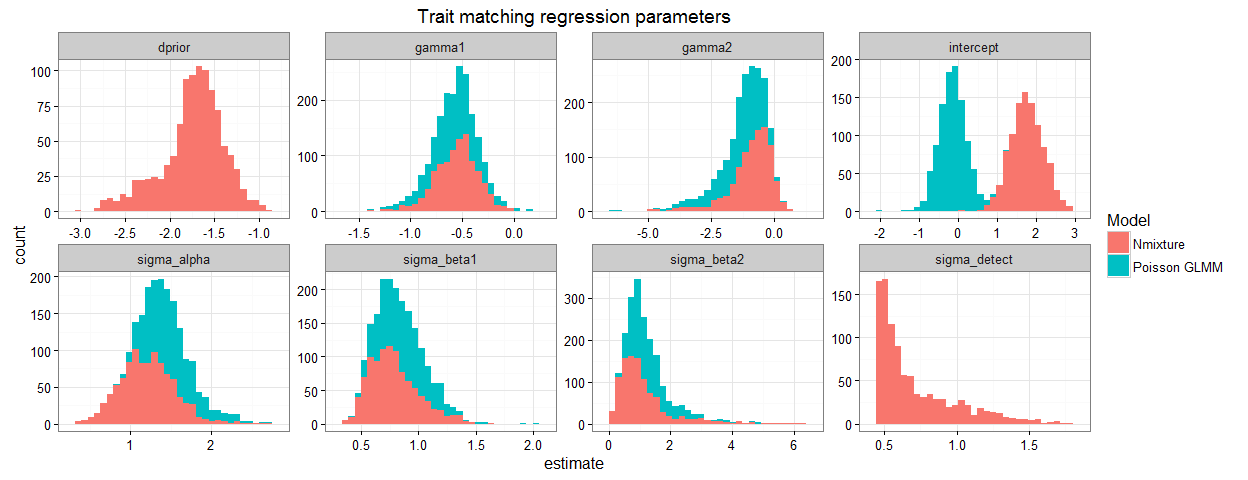 Trait matching regression parameters
dprior gamma1 gamma2 intercept
100 75 50 25 0
200 100 0
200 100 0
200 150 100 50 0
-3.0 -2.5 -2.0 -1.5 -1.0
-1.5 -1.0 -0.5 0.0
-5.0 -2.5 0.0
-2 -1 0 1 2 3
count
sigma_alpha sigma_beta1 sigma_beta2 sigma_detect
200 150 100 50 0
200 150 100 50 0
300 200 100 0
150 100 50 0
1 2
0.5 1.0 1.5 2.0
0 2 4 6
0.5 1.0 1.5
estimate
Model
Nmixture
Poisson GLMM